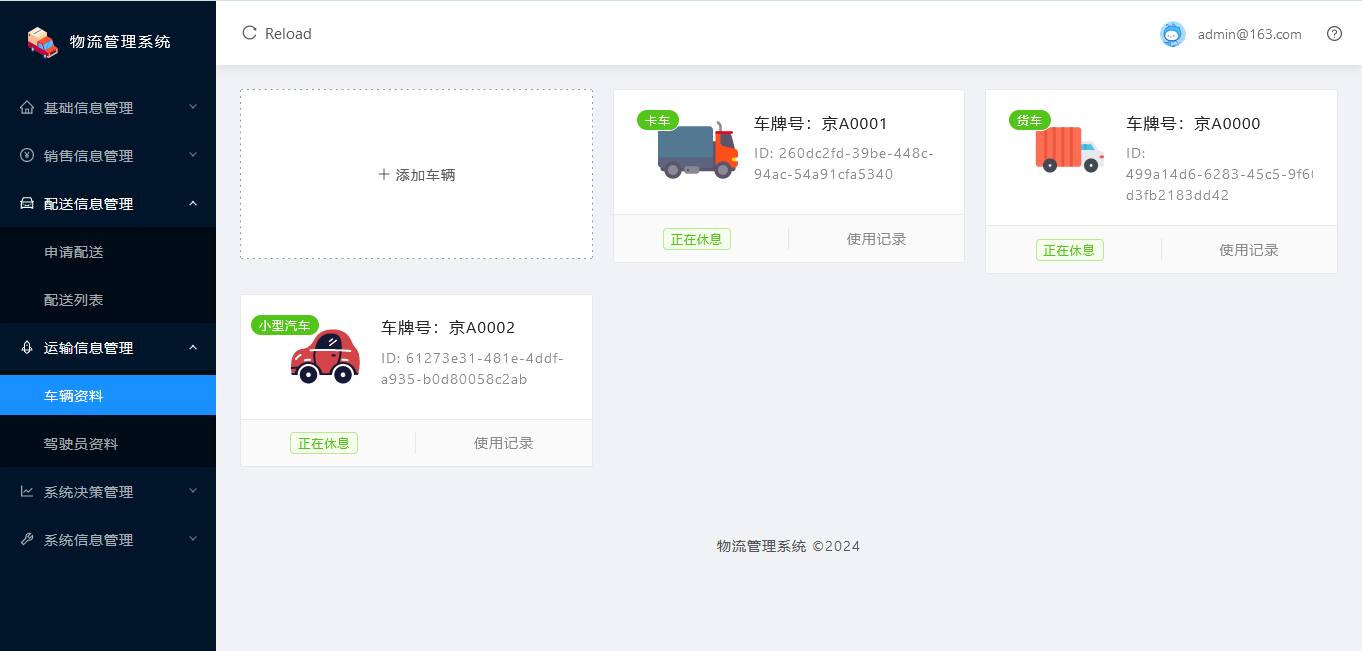 物流管理系统
基础信息管理
销售信息管理
配送信息管理
申请配送
配送列表
运输信息管理
车辆资料
驾驶员资料
系统决策管理
系统信息管理
Reload
admin@163.com
+ 添加车辆
卡车
车牌号：京A0001
ID: 260dc2fd-39be-448c-
94ac-54a91cfa5340
正在休息
使用记录
货车
车牌号：京A0000
ID:
499a14d6-6283-45c5-9f6
d3fb2183dd42
正在休息
使用记录
小型汽车
车牌号：京A0002
ID: 61273e31-481e-4ddf-
a935-b0d80058c2ab
正在休息
使用记录
物流管理系统 ©2024